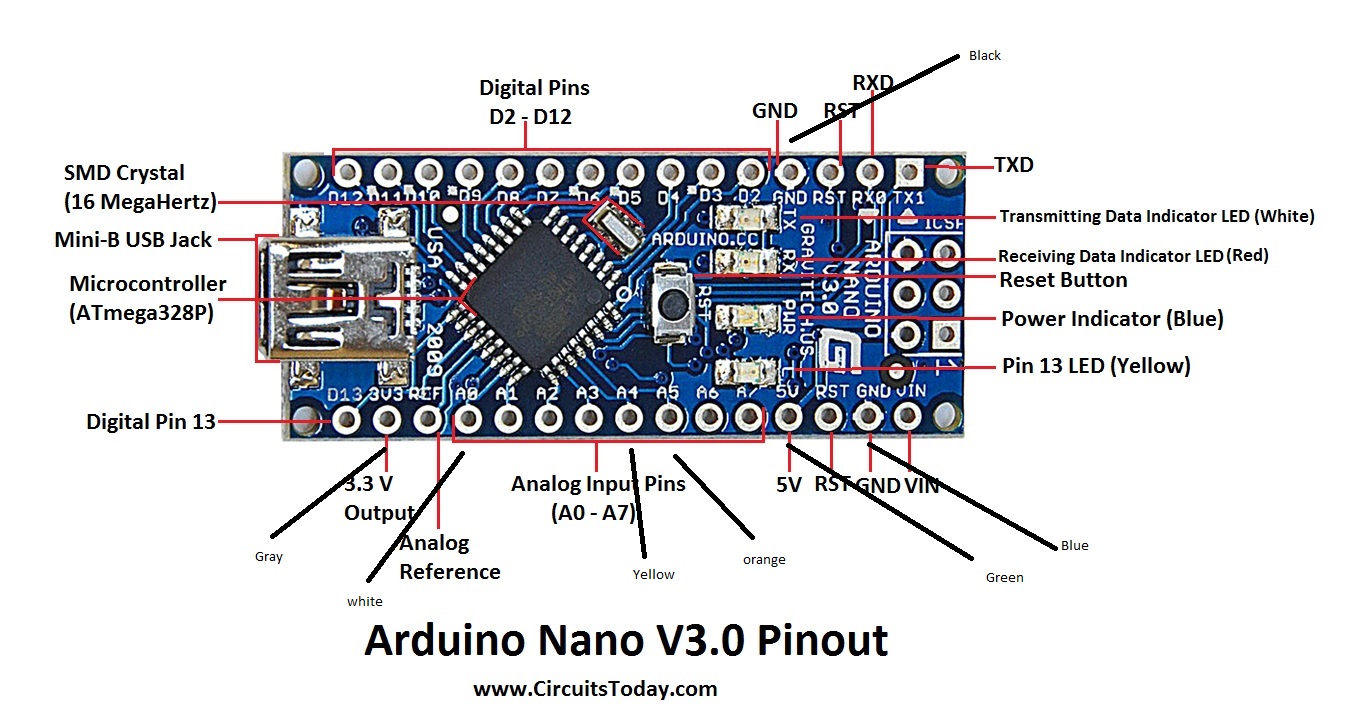 Black
RXD
Digital Pins
D2 - D12
GND
RST
SMD Crystal
(16 MegaHertz)
TXD
D12 D11 D10 D9 D8 D7 D6 D5 D4 D3 D2 GND RST RX0 TX1
Transmitting Data Indicator LED (White)
Mini-B USB Jack
USA
ARDUINO.CC
TX
ICSP
Receiving Data Indicator LED (Red)
RX
Reset Button
Microcontroller
(ATmega328P)
2009
RST
PWR
GRAVITECH.US
ARDUINO
NANO
V3.0
Power Indicator (Blue)
L
1
Pin 13 LED (Yellow)
D13 3V3 REF A0 A1 A2 A3 A4 A5 A6 A7 5V RST GND VIN
Digital Pin 13
3.3 V
Output
Analog Input Pins
(A0 - A7)
5V
RST
GND
VIN
Analog
Reference
Gray
white
Yellow
orange
Green
Blue
Arduino Nano V3.0 Pinout
www.CircuitsToday.com